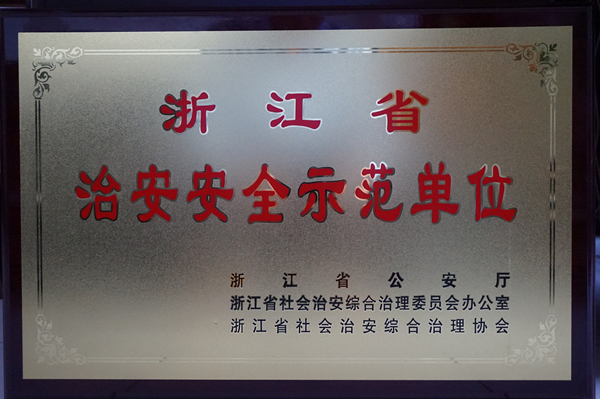 浙江省
治安安全示范单位
浙江省公安厅
浙江省社会治安综合治理委员会办公室
浙江省社会治安综合治理协会